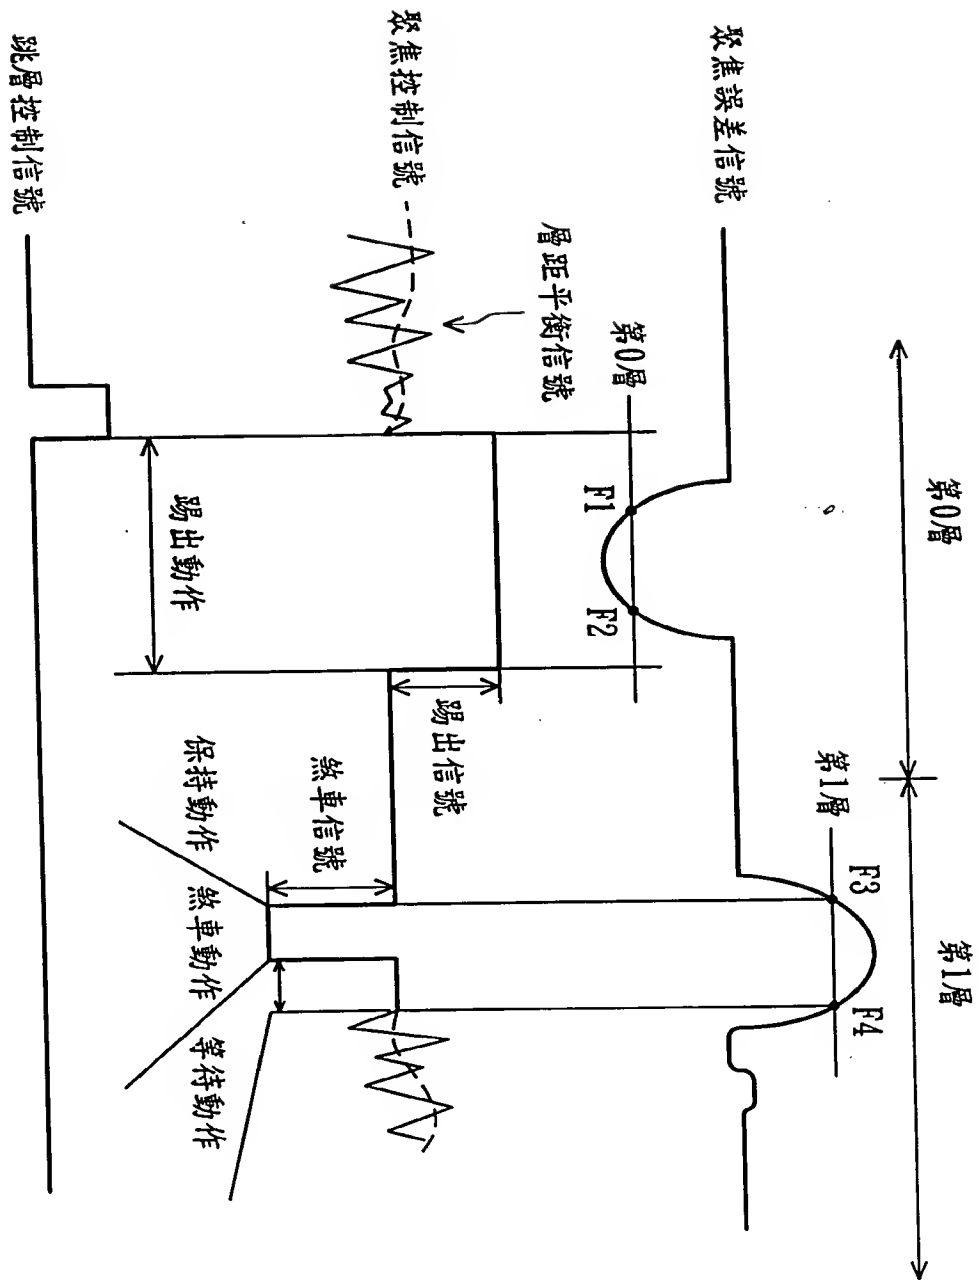 第0層
第1層
聚焦誤差信號
第0層
F1
F2
第1層
F3
F4
層距平衡信號
聚焦控制信號
踢出信號
煞車信號
踢出動作
保持動作
煞車動作
等待動作
跳層控制信號